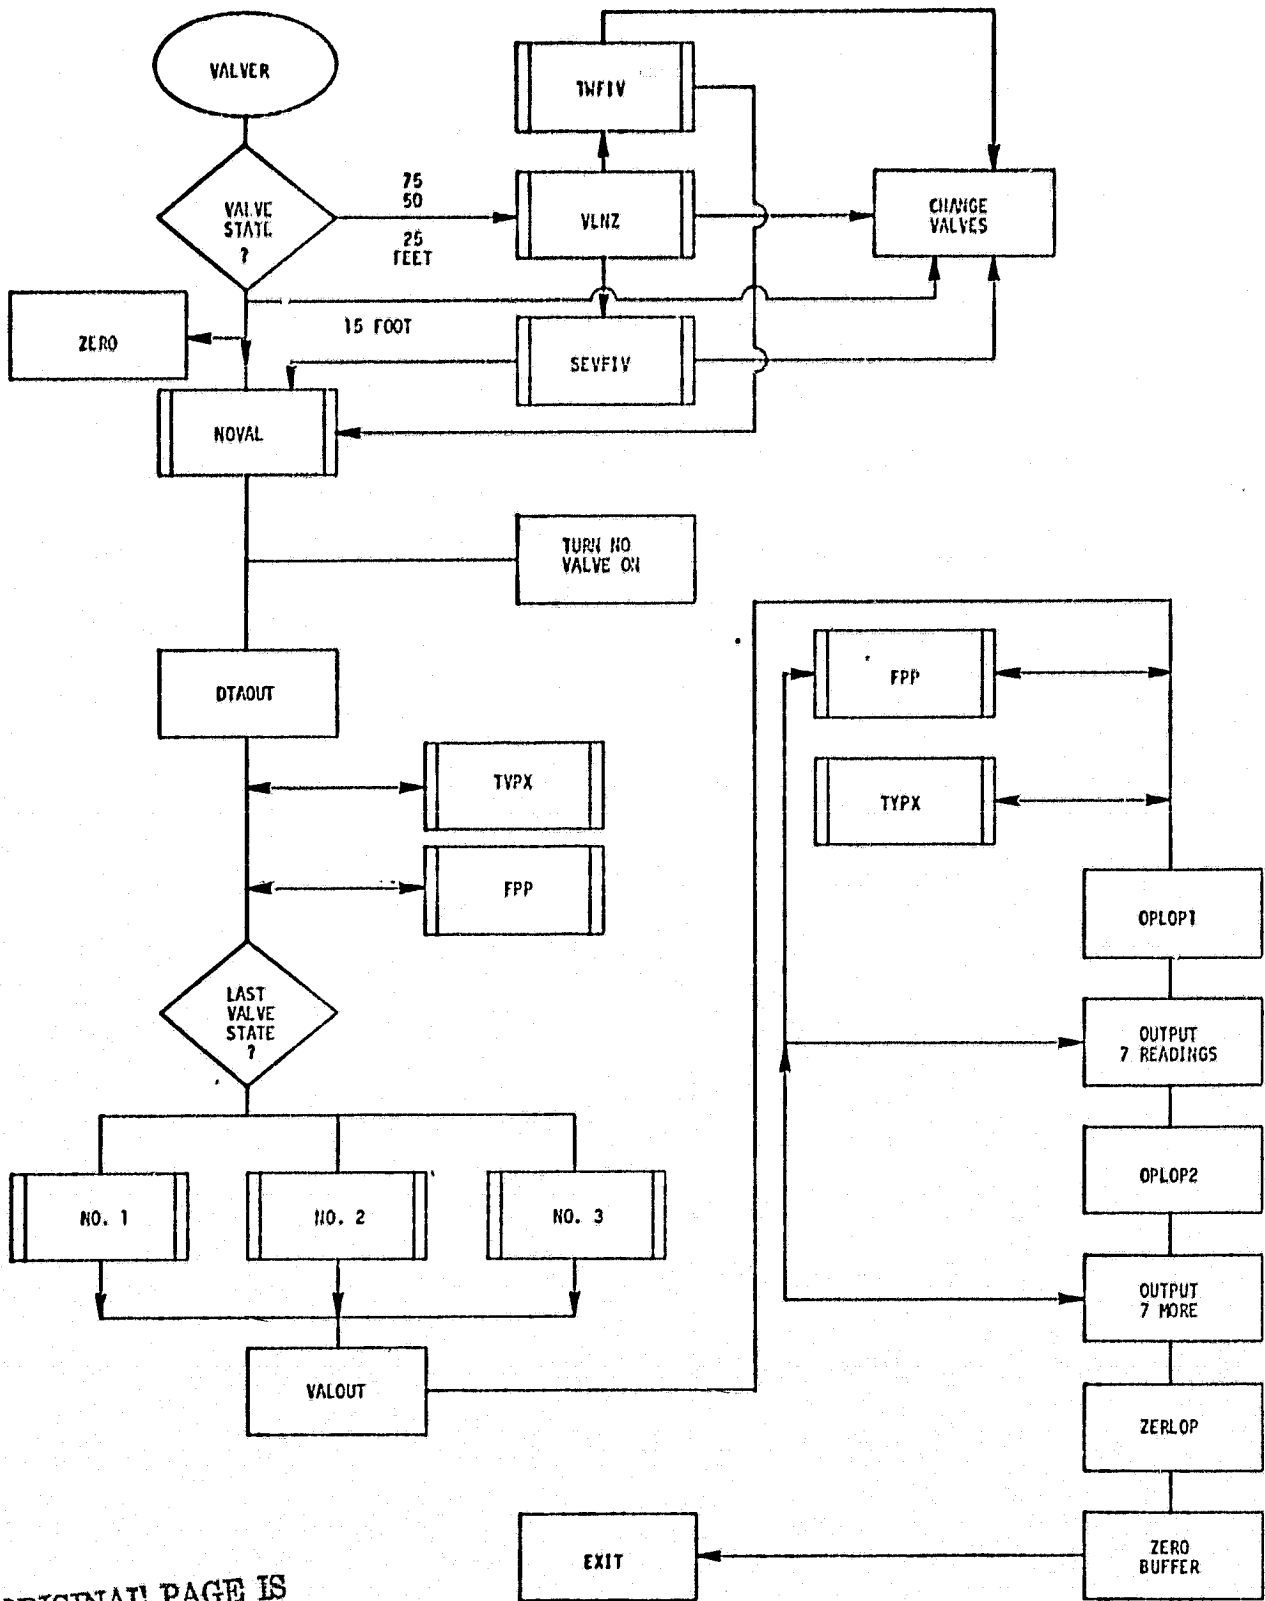 VALVER
VALVE
STATE
?
75
50
25
FEET
TWFIV
VLNZ
CHANGE
VALVES
ZERO
15 FOOT
SEVFIV
NOVAL
TURN NO
VALVE ON
DTAOUT
TVPX
FPP
FPP
TYPX
OPLOP1
LAST
VALVE
STATE
?
OUTPUT
7 READINGS
OPLOP2
NO. 1
NO. 2
NO. 3
OUTPUT
7 MORE
VALOUT
ZERLOP
EXIT
ZERO
BUFFER
ORIGINAL PAGE IS